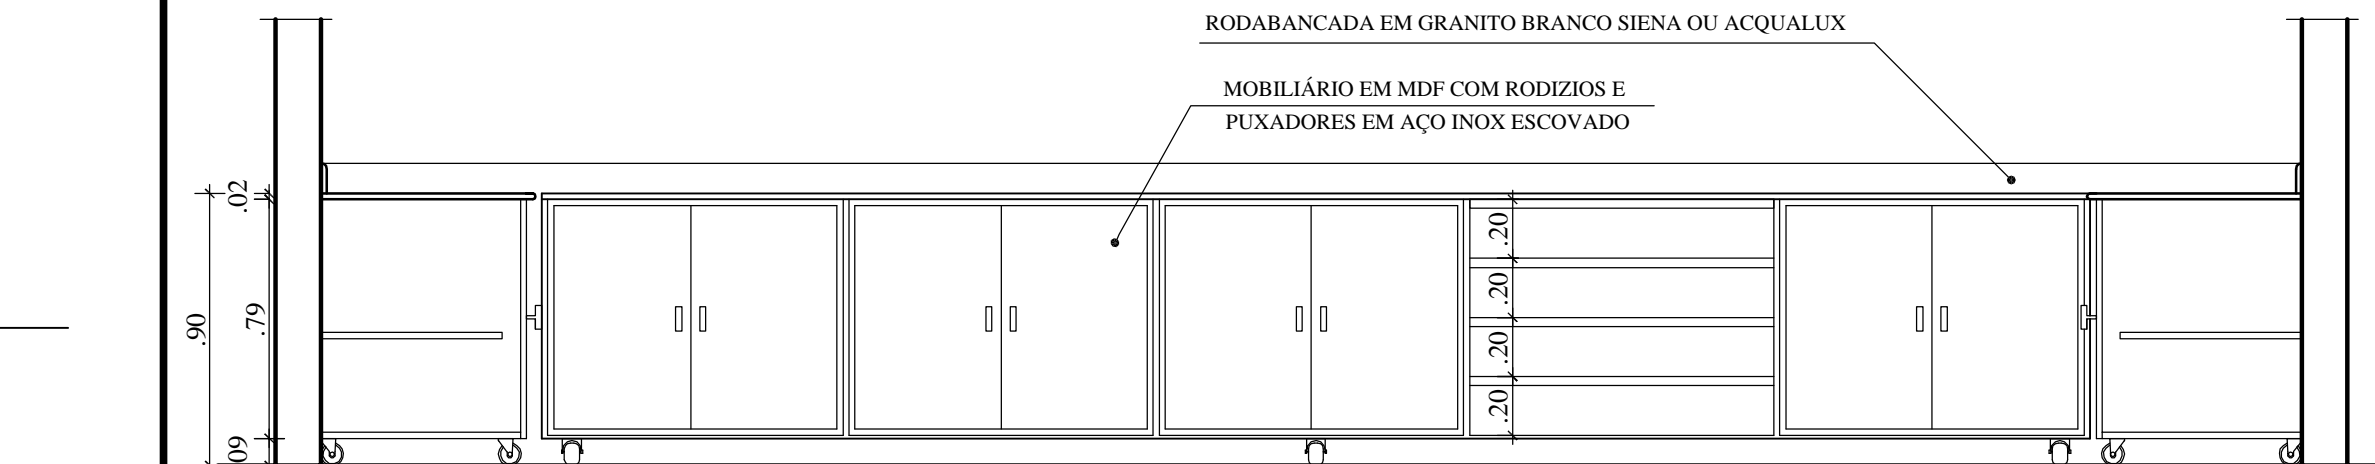 RODABANCADA EM GRANITO BRANCO SIENA OU ACQUALUX
MOBILIÁRIO EM MDF COM RODIZIOS E
PUXADORES EM AÇO INOX ESCOVADO
.02
.90
.79
09
.20
.20
.20
.20